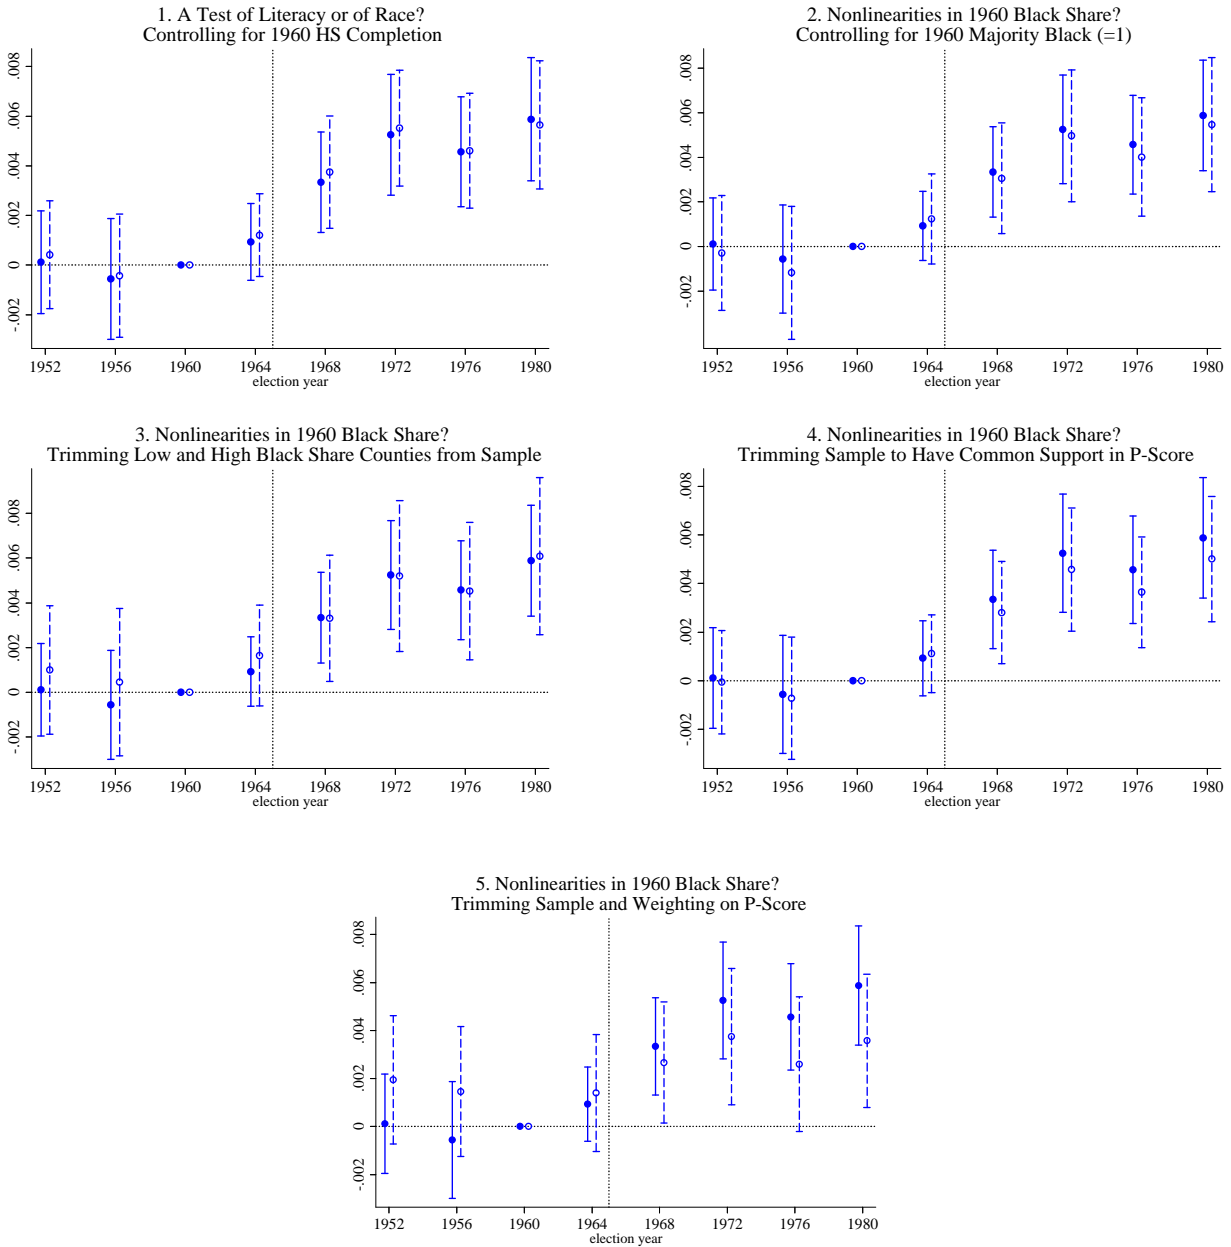 1. A Test of Literacy or of Race?
Controlling for 1960 HS Completion
.008
.006
.004
.002
0
-.002
1952 1956 1960 1964 1968 1972 1976 1980
election year
2. Nonlinearities in 1960 Black Share?
Controlling for 1960 Majority Black (=1)
.008
.006
.004
.002
0
-.002
1952 1956 1960 1964 1968 1972 1976 1980
election year
3. Nonlinearities in 1960 Black Share?
Trimming Low and High Black Share Counties from Sample
.008
.006
.004
.002
0
-.002
1952 1956 1960 1964 1968 1972 1976 1980
election year
4. Nonlinearities in 1960 Black Share?
Trimming Sample to Have Common Support in P-Score
.008
.006
.004
.002
0
-.002
1952 1956 1960 1964 1968 1972 1976 1980
election year
5. Nonlinearities in 1960 Black Share?
Trimming Sample and Weighting on P-Score
.008
.006
.004
.002
0
-.002
1952 1956 1960 1964 1968 1972 1976 1980
election year